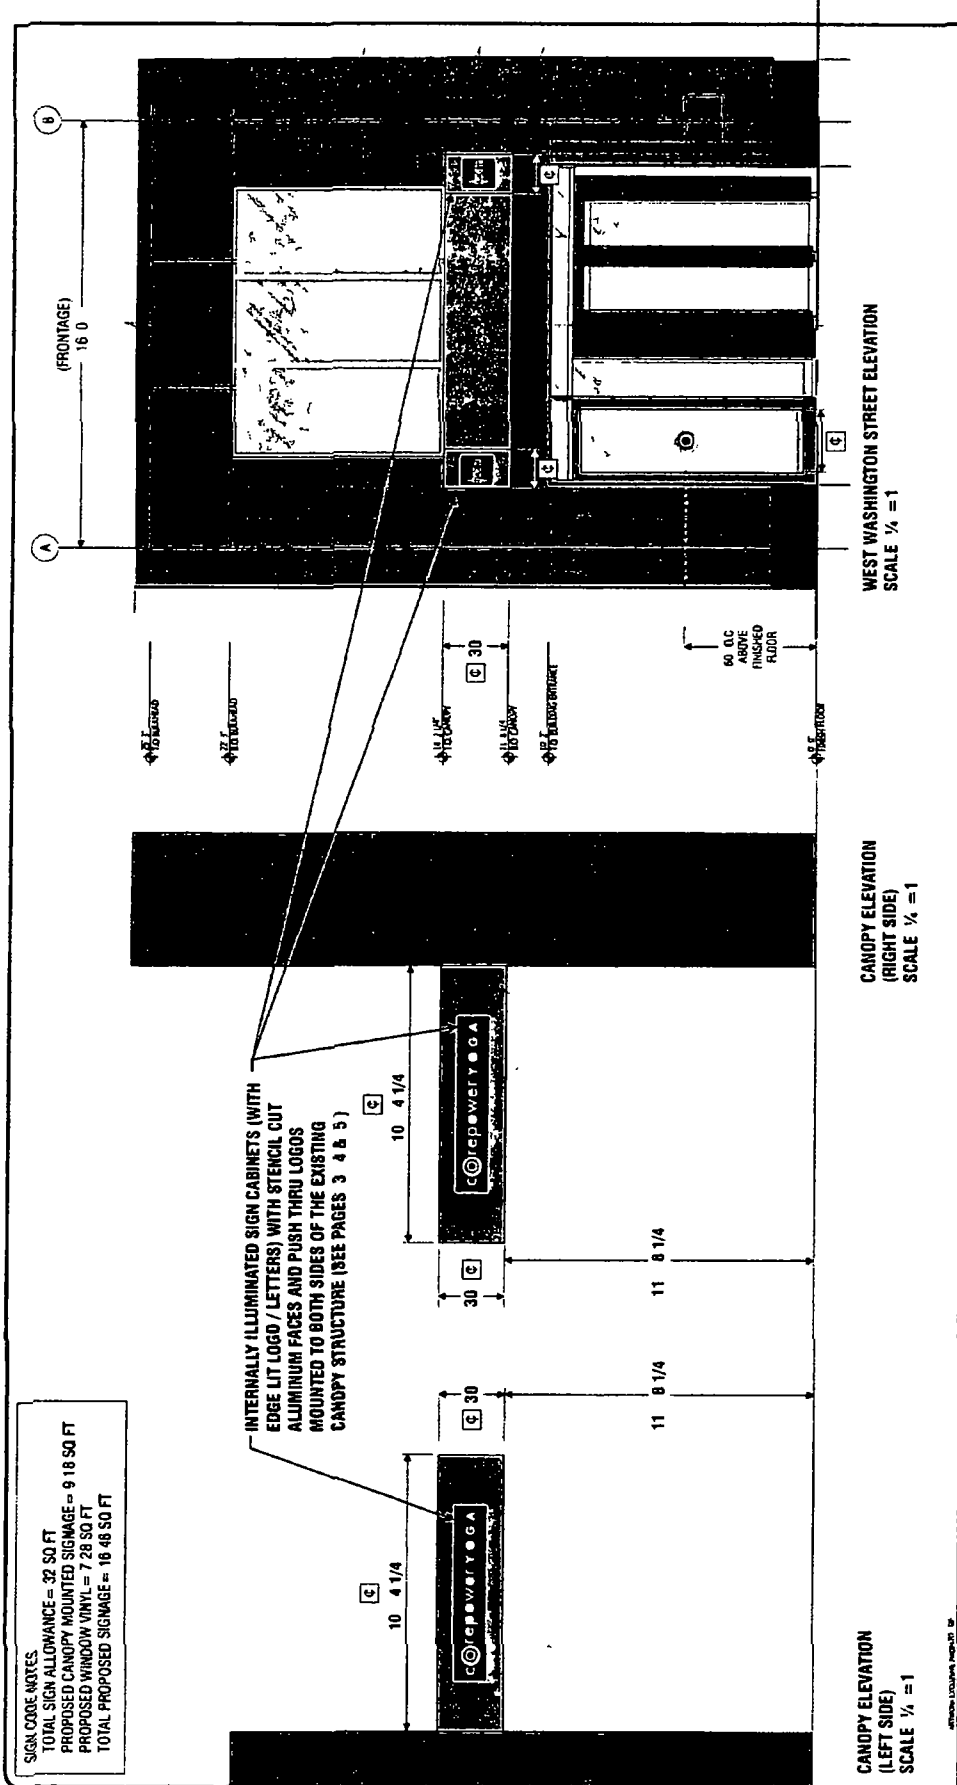 SIGN CODE NOTES
TOTAL SIGN ALLOWANCE = 32 SQ FT
PROPOSED CANOPY MOUNTED SIGNAGE = 9 18 SQ FT
PROPOSED WINDOW VINYL = 7 28 SQ FT
TOTAL PROPOSED SIGNAGE = 16 46 SQ FT
INTERNALLY ILLUMINATED SIGN CABINETS (WITH
EDGE LIT LOGO / LETTERS) WITH STENCIL CUT
ALUMINUM FACES AND PUSH THRU LOGOS
MOUNTED TO BOTH SIDES OF THE EXISTING
CANOPY STRUCTURE (SEE PAGES 3 4 & 5)
₵
10 4 1/4
corepowerYOGA
₵ 30
11 8 1/4
CANOPY ELEVATION
(LEFT SIDE)
SCALE 1/4 = 1
₵
10 4 1/4
corepowerYOGA
30 ₵
11 8 1/4
CANOPY ELEVATION
(RIGHT SIDE)
SCALE 1/4 = 1
A
(FRONTAGE)
16 0
B
₵ 30
T.O. CANOPY
60 O.C
ABOVE
FINISHED
FLOOR
₵
₵
₵
WEST WASHINGTON STREET ELEVATION
SCALE 1/4 = 1